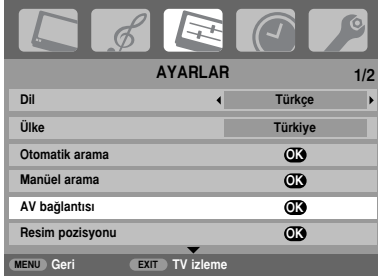 AYARLAR 1/2
Dil Türkçe
Ülke Türkiye
Otomatik arama OK
Manüel arama OK
AV bağlantısı OK
Resim pozisyonu OK
MENU Geri EXIT TV izleme